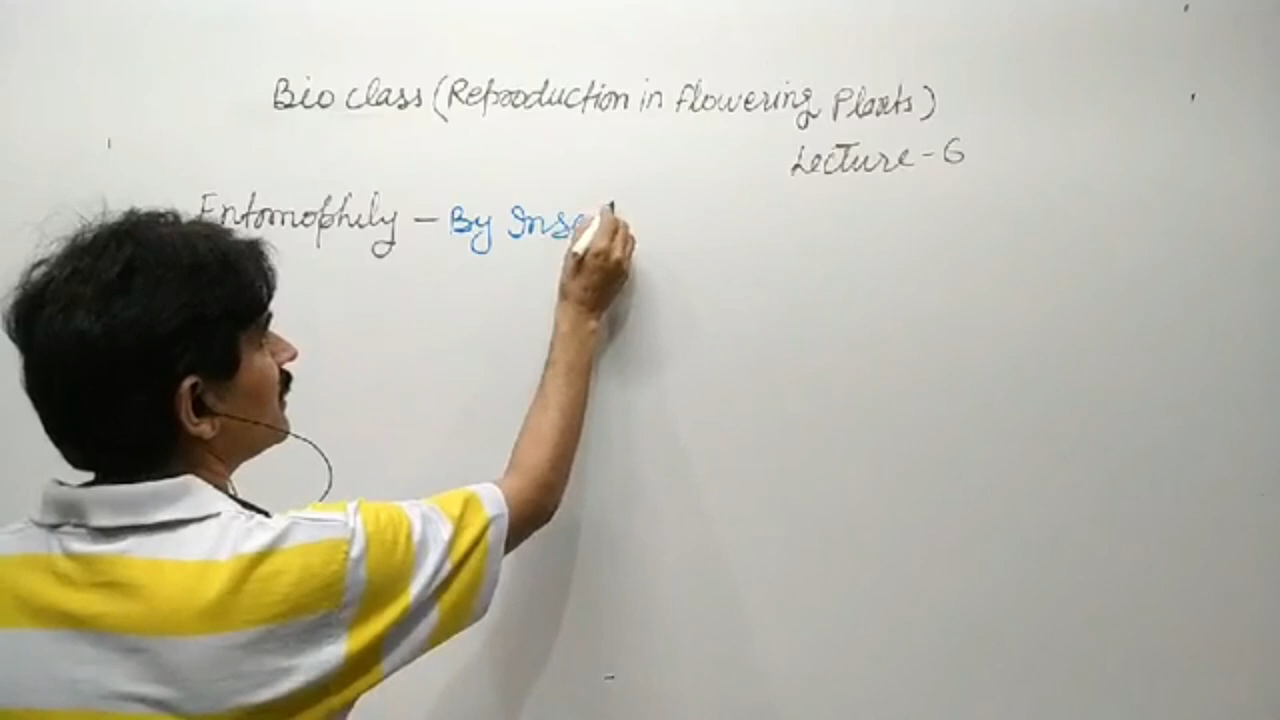 Bio class (Reproduction in flowering Plants)
Lecture - 6
Entomophily - By Inse